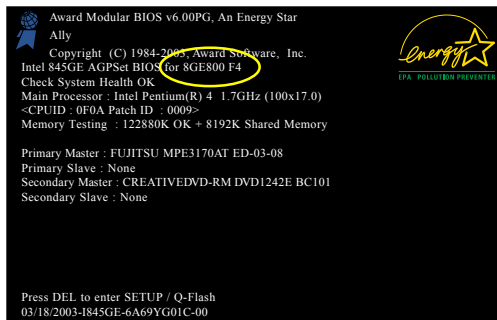 Award Modular BIOS v6.00PG, An Energy Star
Ally
Copyright (C) 1984-2003, Award Software, Inc.
Intel 845GE AGPSet BIOS for 8GE800 F4
Check System Health OK
Main Processor : Intel Pentium(R) 4 1.7GHz (100x17.0)
<CPUID : 0F0A Patch ID : 0009>
Memory Testing : 122880K OK + 8192K Shared Memory
Primary Master : FUJITSU MPE3170AT ED-03-08
Primary Slave : None
Secondary Master : CREATIVEDVD-RM DVD1242E BC101
Secondary Slave : None
Press DEL to enter SETUP / Q-Flash
03/18/2003-I845GE-6A69YG01C-00
energy
EPA POLLUTION PREVENTER